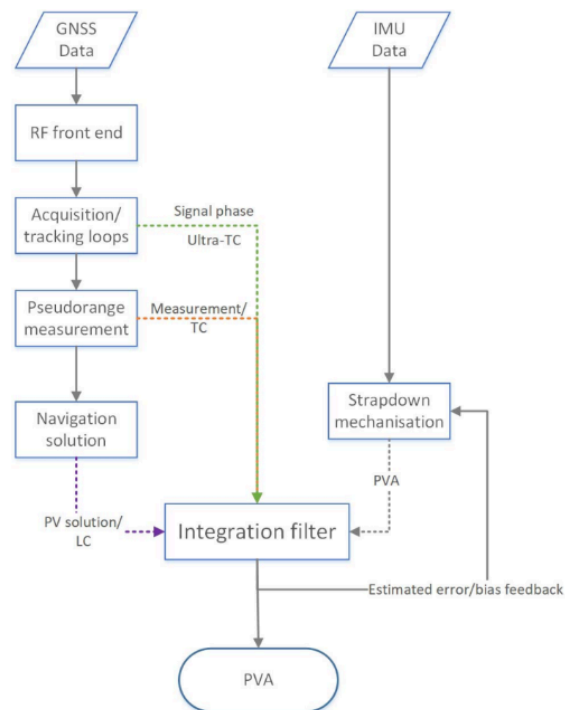 GNSS
Data
IMU
Data
RF front end
Acquisition/
tracking loops
Signal phase
Ultra-TC
Pseudorange
measurement
Measurement/
TC
Navigation
solution
Strapdown
mechanisation
PVA
PV solution/
LC
Integration filter
Estimated error/bias feedback
PVA